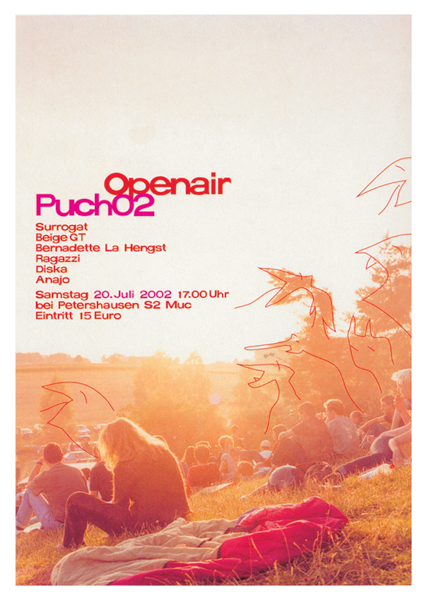 Openair
Puch02
Surrogat
Beige GT
Bernadette La Hengst
Ragazzi
Diska
Anajo
Samstag 20. Juli 2002 17.00 Uhr
bei Petershausen S2 Muc
Eintritt 15 Euro